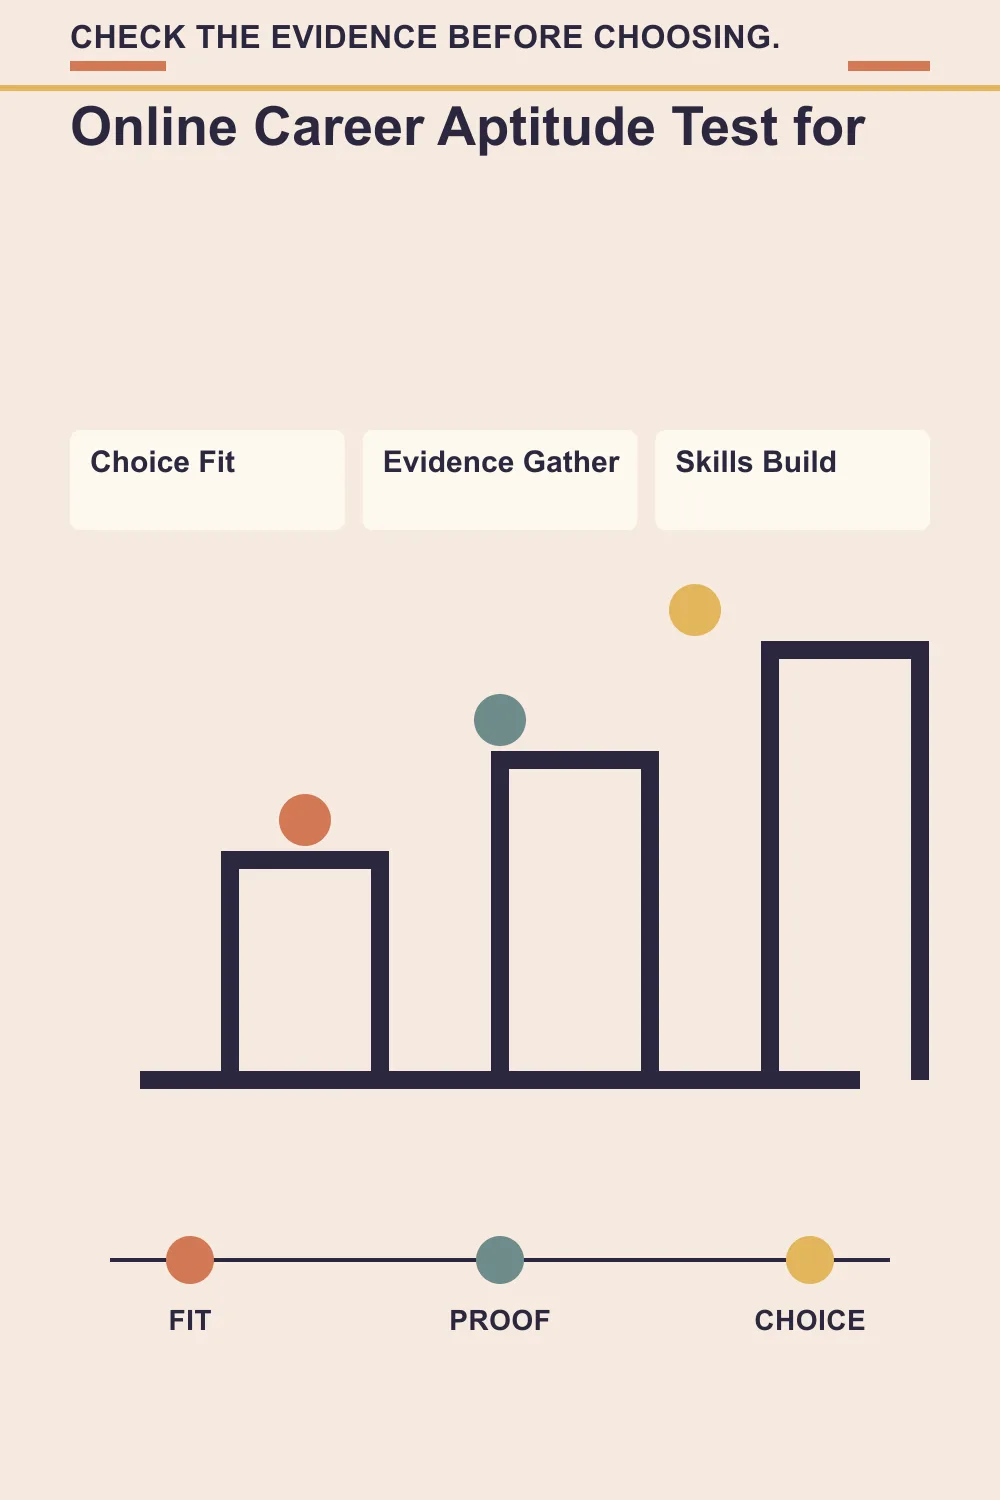 CHECK THE EVIDENCE BEFORE CHOOSING.
Online Career Aptitude Test for
Choice Fit
Evidence Gather
Skills Build
FIT
PROOF
CHOICE